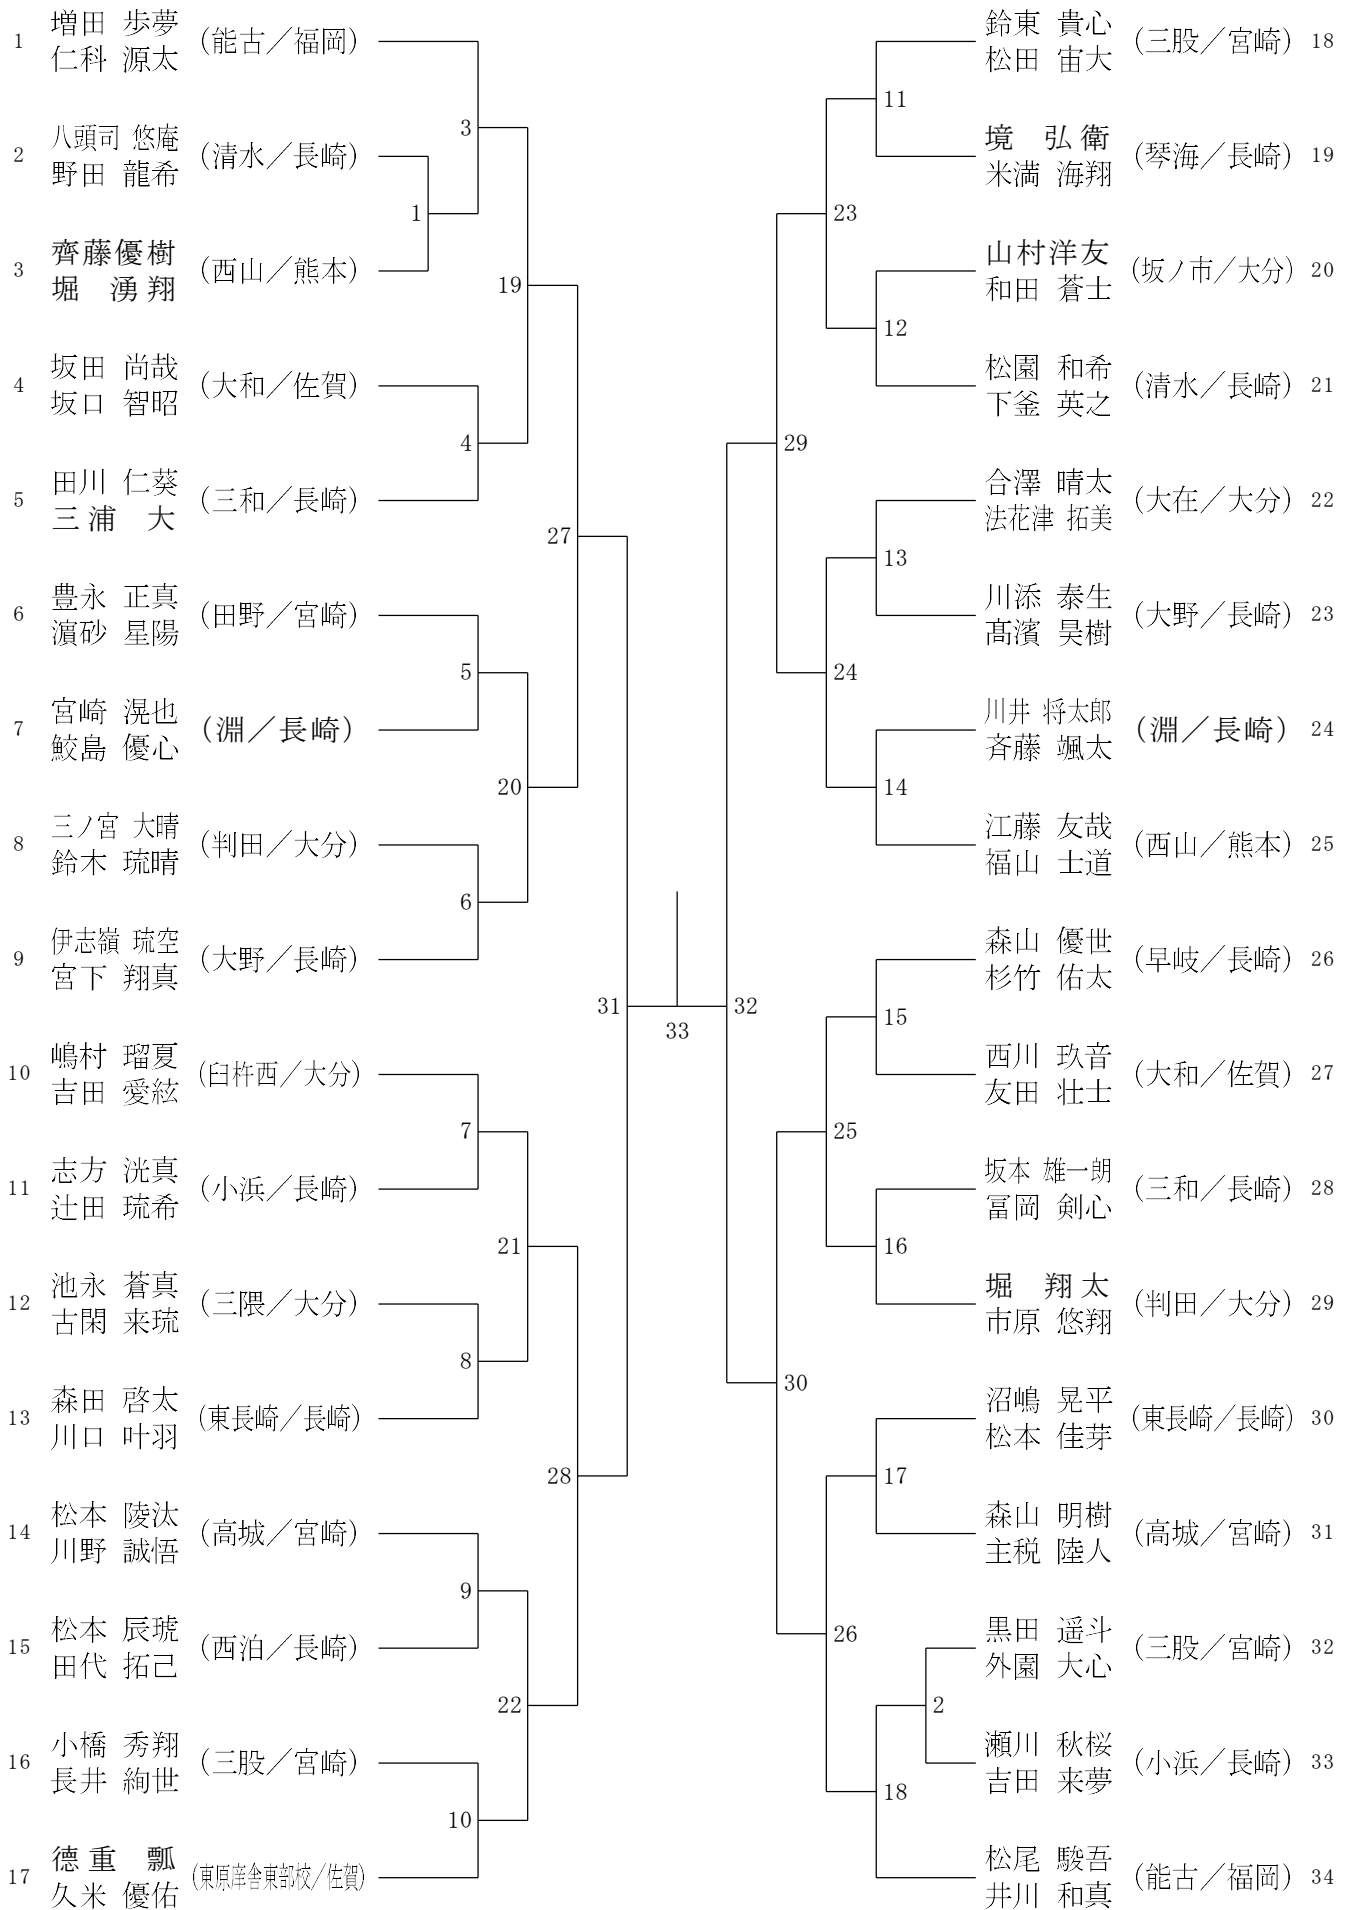 1 増田 歩夢 (能古／福岡)
仁科 源太
2 八頭司 悠庵 (清水／長崎)
野田 龍希
3 齊藤優樹 (西山／熊本)
堀 湧翔
4 坂田 尚哉 (大和／佐賀)
坂口 智昭
5 田川 仁葵 (三和／長崎)
三浦 大
6 豊永 正真 (田野／宮崎)
濵砂 星陽
7 宮崎 滉也 (淵／長崎)
鮫島 優心
8 三ノ宮 大晴 (判田／大分)
鈴木 琉晴
9 伊志嶺 琉空 (大野／長崎)
宮下 翔真
10 嶋村 瑠夏 (臼杵西／大分)
吉田 愛絃
11 志方 洸真 (小浜／長崎)
辻田 琉希
12 池永 蒼真 (三隈／大分)
古閑 来琉
13 森田 啓太 (東長崎／長崎)
川口 叶羽
14 松本 陵汰 (高城／宮崎)
川野 誠悟
15 松本 辰琥 (西泊／長崎)
田代 拓己
16 小橋 秀翔 (三股／宮崎)
長井 絢世
17 德重 瓢 (東原庠舎東部校／佐賀)
久米 優佑
3
1
19
4
27
5
20
6
31
7
21
8
28
9
22
10
33
32
11
23
12
29
13
24
14
15
25
16
30
17
26
2
18
鈴東 貴心 (三股／宮崎) 18
松田 宙大
境 弘衛 (琴海／長崎) 19
米満 海翔
山村洋友 (坂ノ市／大分) 20
和田 蒼士
松園 和希 (清水／長崎) 21
下釜 英之
合澤 晴太 (大在／大分) 22
法花津 拓美
川添 泰生 (大野／長崎) 23
髙濱 昊樹
川井 将太郎 (淵／長崎) 24
斉藤 颯太
江藤 友哉 (西山／熊本) 25
福山 士道
森山 優世 (早岐／長崎) 26
杉竹 佑太
西川 玖音 (大和／佐賀) 27
友田 壮士
坂本 雄一朗 (三和／長崎) 28
冨岡 剣心
堀 翔太 (判田／大分) 29
市原 悠翔
沼嶋 晃平 (東長崎／長崎) 30
松本 佳芽
森山 明樹 (高城／宮崎) 31
主税 陸人
黒田 遥斗 (三股／宮崎) 32
外園 大心
瀬川 秋桜 (小浜／長崎) 33
吉田 来夢
松尾 駿吾 (能古／福岡) 34
井川 和真